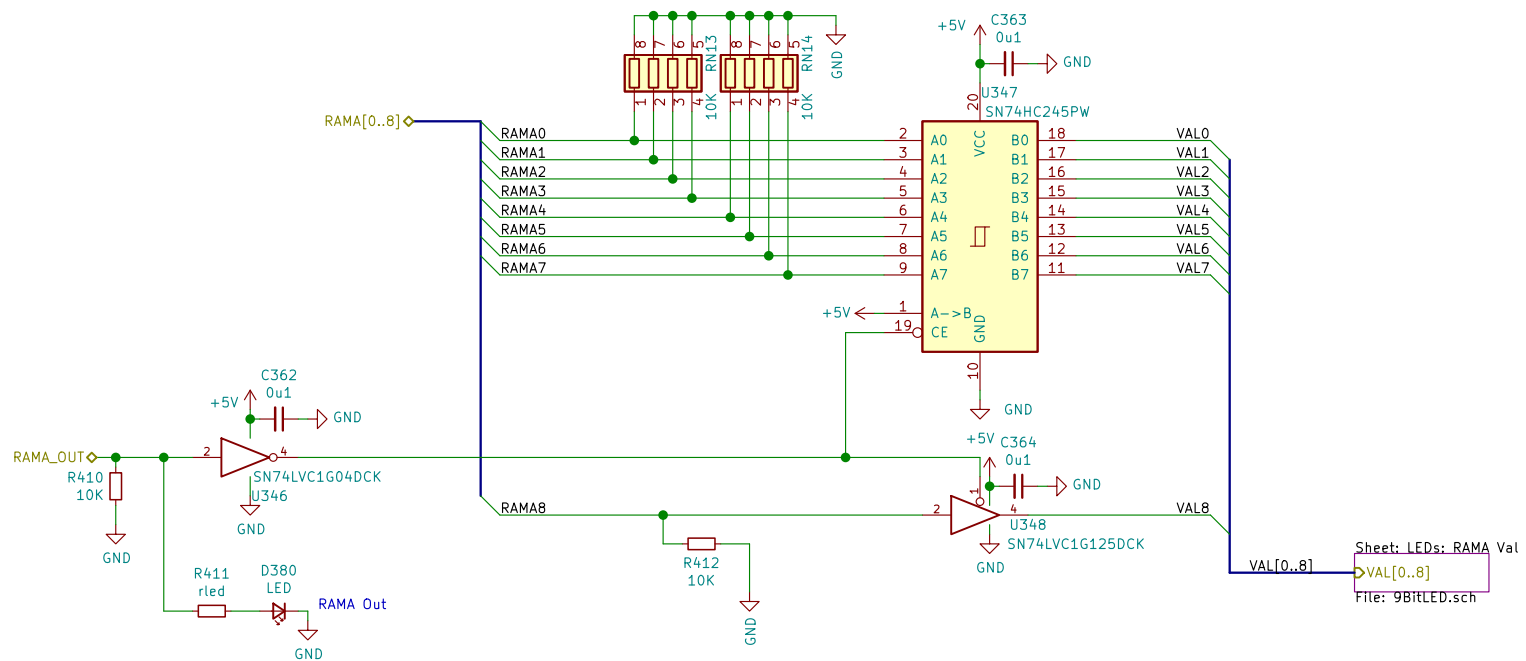 +5V
C363
0u1
GND
GND
8 7 6 5 RN13
8 7 6 5 RN14
1 2 3 4 10K
1 2 3 4 10K
U347
SN74HC245PW
20
VCC
RAMA[0..8]
RAMA0 2 A0 B0 18 VAL0
RAMA1 3 A1 B1 17 VAL1
RAMA2 4 A2 B2 16 VAL2
RAMA3 5 A3 B3 15 VAL3
RAMA4 6 A4 B4 14 VAL4
RAMA5 7 A5 B5 13 VAL5
RAMA6 8 A6 B6 12 VAL6
RAMA7 9 A7 B7 11 VAL7
+5V 1 A->B
19 CE
GND
10
GND
C362
0u1
+5V
GND
RAMA_OUT
2 4
SN74LVC1G04DCK
U346
GND
R410
10K
GND
R411
rled
D380
LED
RAMA Out
GND
RAMA8
R412
10K
GND
+5V
C364
0u1
GND
1
2 4
U348
SN74LVC1G125DCK
GND
VAL8
VAL[0..8]
Sheet: LEDs: RAMA Val
VAL[0..8]
File: 9BitLED.sch